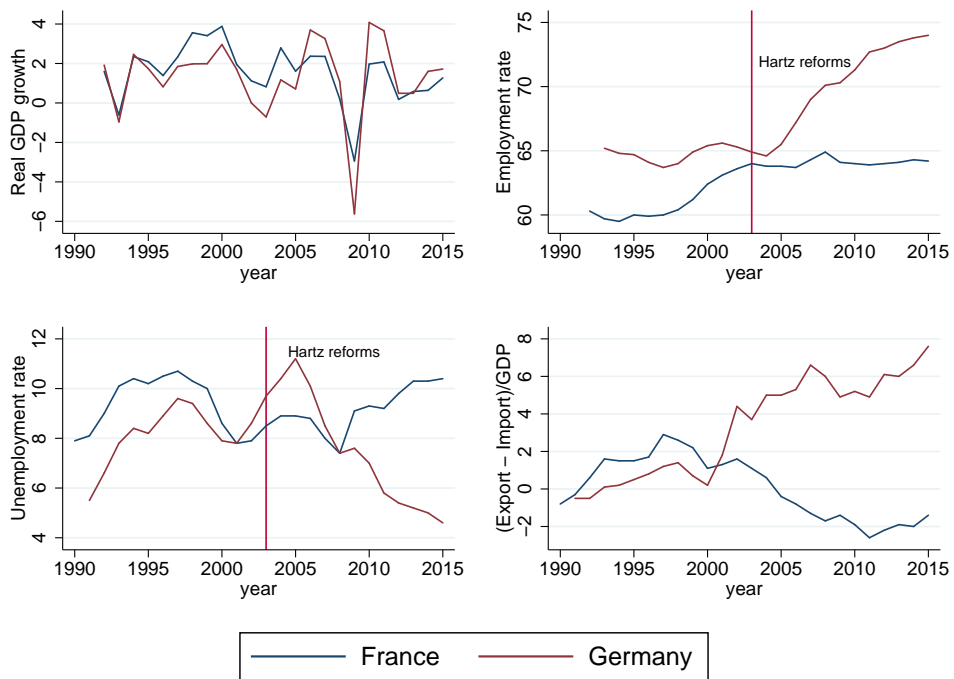 Real GDP growth
4
2
0
−2
−4
−6
1990 1995 2000 2005 2010 2015
year
Employment rate
75
70
65
60
Hartz reforms
1990 1995 2000 2005 2010 2015
year
Unemployment rate
12
10
8
6
4
Hartz reforms
1990 1995 2000 2005 2010 2015
year
(Export − Import)/GDP
8
6
4
2
0
−2
1990 1995 2000 2005 2010 2015
year
France Germany